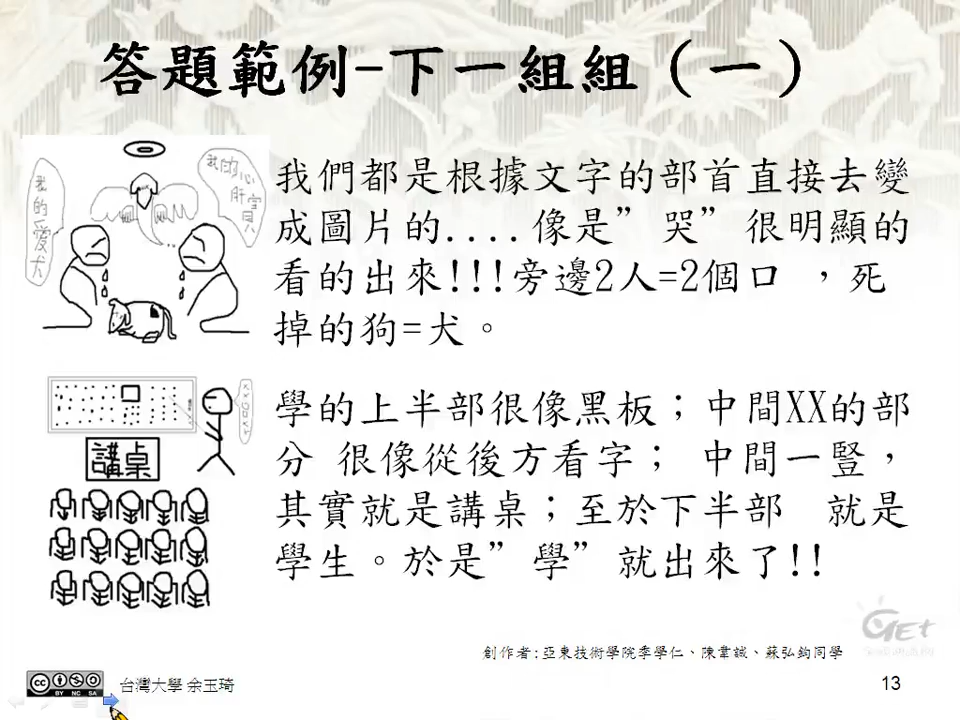 答題範例-下一組組（一）
我的愛犬
我的心
肝寶貝
我們都是根據文字的部首直接去變
成圖片的....像是”哭”很明顯的
看的出來!!!旁邊2人=2個口 ，死
掉的狗=犬。
講桌
學的上半部很像黑板；中間XX的部
分 很像從後方看字； 中間一豎，
其實就是講桌；至於下半部 就是
學生。於是”學”就出來了!!
創作者:亞東技術學院李學仁、陳韋誠、蘇弘鈞同學
GET
BY NC SA
台灣大學 余玉琦
13